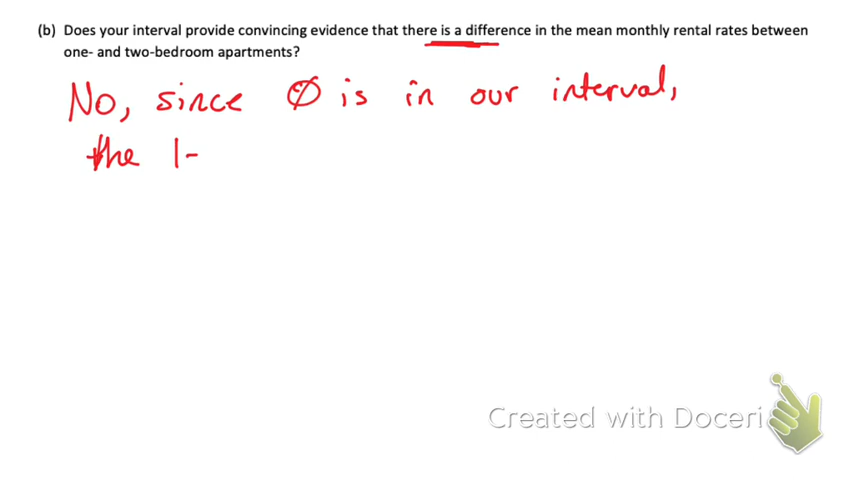 (b) Does your interval provide convincing evidence that there is a difference in the mean monthly rental rates between
one- and two-bedroom apartments?
No, since 0 is in our interval,
the 1-
Created with Doceri